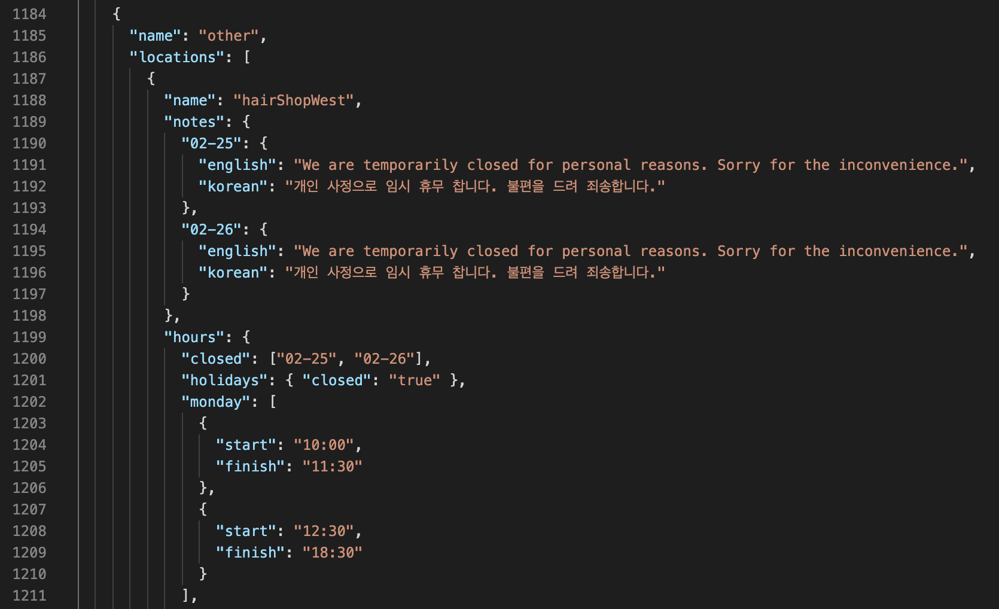 1184 {
1185 "name": "other",
1186 "locations": [
1187 {
1188 "name": "hairShopWest",
1189 "notes": {
1190 "02-25": {
1191 "english": "We are temporarily closed for personal reasons. Sorry for the inconvenience.",
1192 "korean": "개인 사정으로 임시 휴무 찹니다. 불편을 드려 죄송합니다."
1193 },
1194 "02-26": {
1195 "english": "We are temporarily closed for personal reasons. Sorry for the inconvenience.",
1196 "korean": "개인 사정으로 임시 휴무 찹니다. 불편을 드려 죄송합니다."
1197 }
1198 },
1199 "hours": {
1200 "closed": ["02-25", "02-26"],
1201 "holidays": { "closed": "true" },
1202 "monday": [
1203 {
1204 "start": "10:00",
1205 "finish": "11:30"
1206 },
1207 {
1208 "start": "12:30",
1209 "finish": "18:30"
1210 }
1211 ],